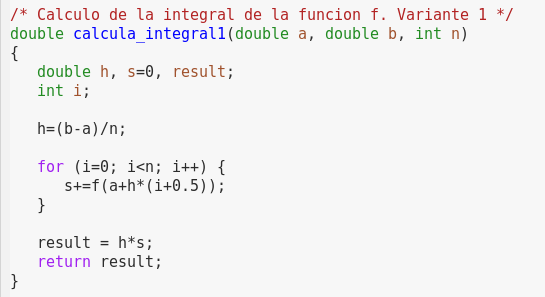 /* Calculo de la integral de la funcion f. Variante 1 */
double calcula_integral1(double a, double b, int n)
{
   double h, s=0, result;
   int i;

   h=(b-a)/n;

   for (i=0; i<n; i++) {
      s+=f(a+h*(i+0.5));
   }

   result = h*s;
   return result;
}